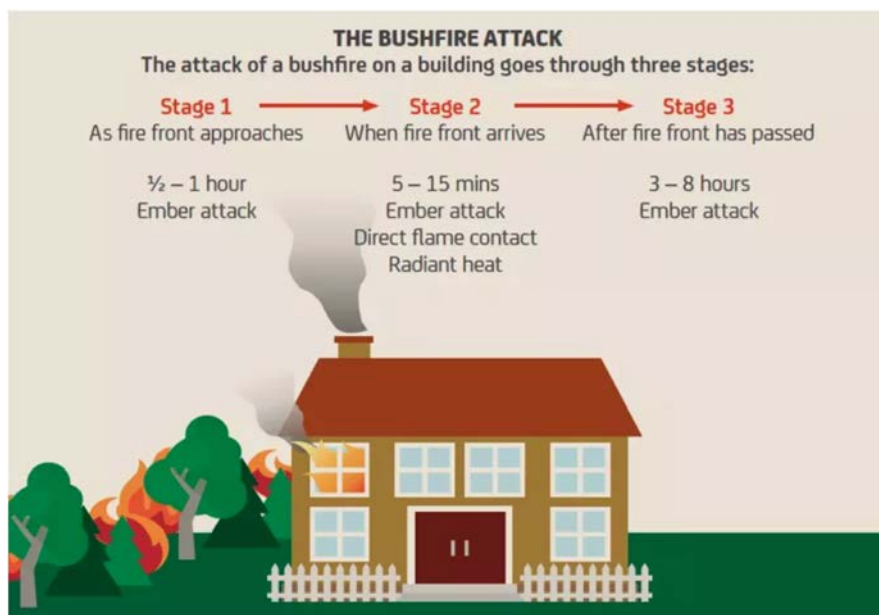 THE BUSHFIRE ATTACK
The attack of a bushfire on a building goes through three stages:
Stage 1
As fire front approaches
½ – 1 hour
Ember attack
Stage 2
When fire front arrives
5 – 15 mins
Ember attack
Direct flame contact
Radiant heat
Stage 3
After fire front has passed
3 – 8 hours
Ember attack